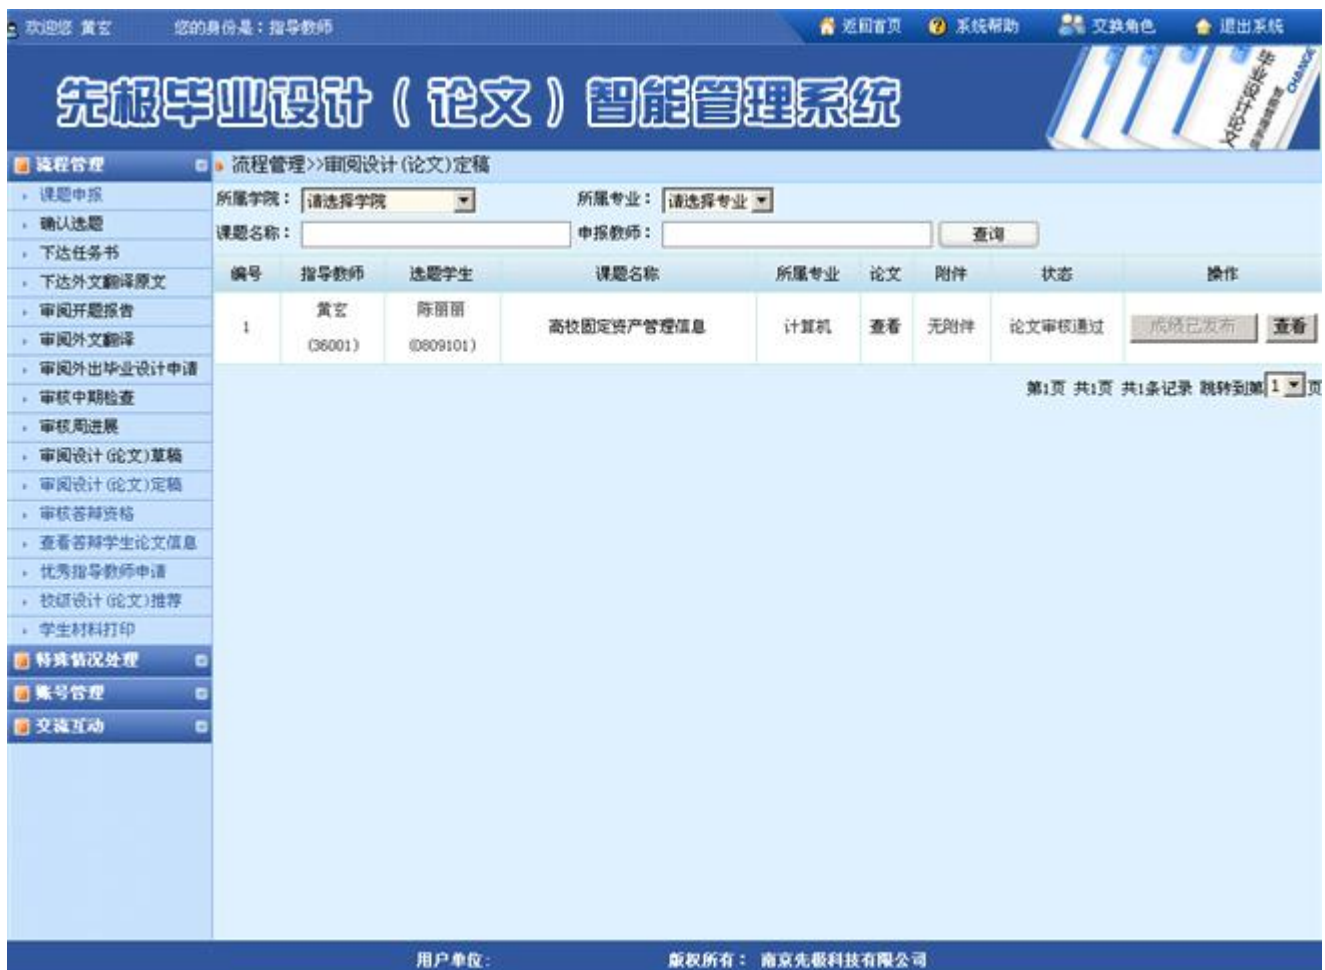 欢迎您 黄玄 您的身份是：指导教师 返回首页 系统帮助 交换角色 退出系统
先极毕业设计（论文）智能管理系统
毕业设计论文 CHANGE
流程管理
流程管理>>审阅设计(论文)定稿
课题申报
确认选题
下达任务书
下达外文翻译原文
审阅开题报告
审阅外文翻译
审阅外出毕业设计申请
审核中期检查
审核周进展
审阅设计(论文)草稿
审阅设计(论文)定稿
审核答辩资格
查看答辩学生论文信息
优秀指导教师申请
校级设计(论文)推荐
学生材料打印
特殊情况处理
账号管理
交流互动
所属学院： 请选择学院 所属专业： 请选择专业
课题名称： 申报教师： 查询
编号 指导教师 选题学生 课题名称 所属专业 论文 附件 状态 操作
1 黄玄 (36001) 陈丽丽 (0809101) 高校固定资产管理信息 计算机 查看 无附件 论文审核通过 成绩已发布 查看
第1页 共1页 共1条记录 跳转到第 1 页
用户单位: 版权所有： 南京先极科技有限公司